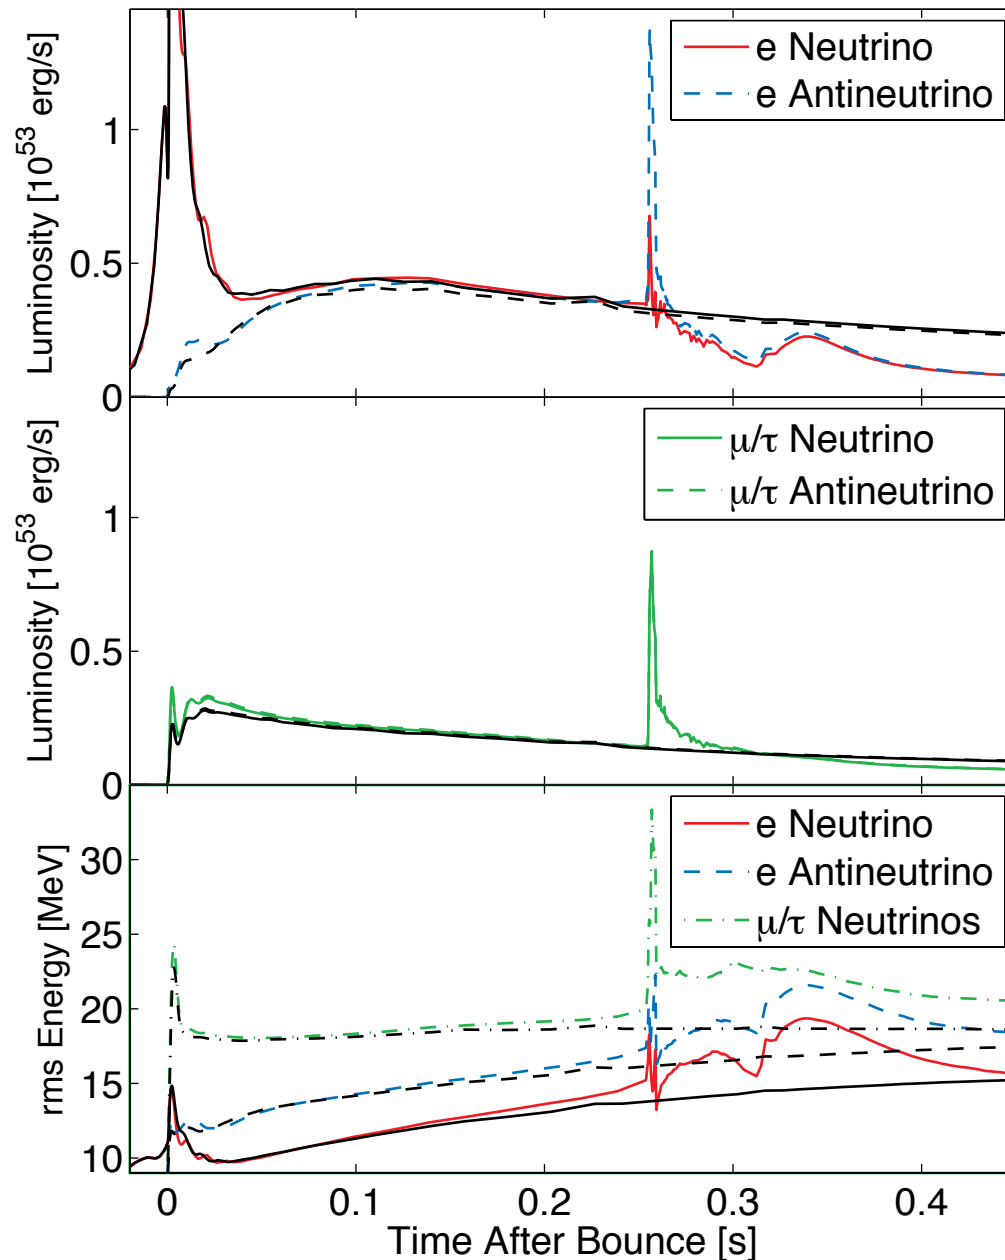 Luminosity [10^53 erg/s]
1
0.5
0
e Neutrino
e Antineutrino
Luminosity [10^53 erg/s]
1
0.5
0
μ/τ Neutrino
μ/τ Antineutrino
rms Energy [MeV]
30
25
20
15
10
e Neutrino
e Antineutrino
μ/τ Neutrinos
0 0.1 0.2 0.3 0.4
Time After Bounce [s]